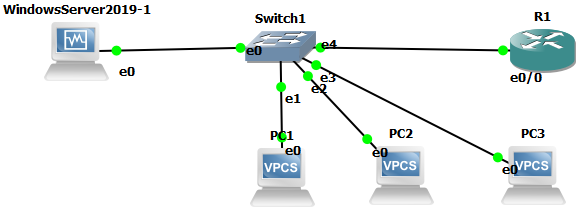 WindowsServer2019-1
Switch1
R1
e0
e4
e0
e0/0
e3
e2
e1
PC1
PC2
PC3
e0
e0
e0
VPCS
VPCS
VPCS